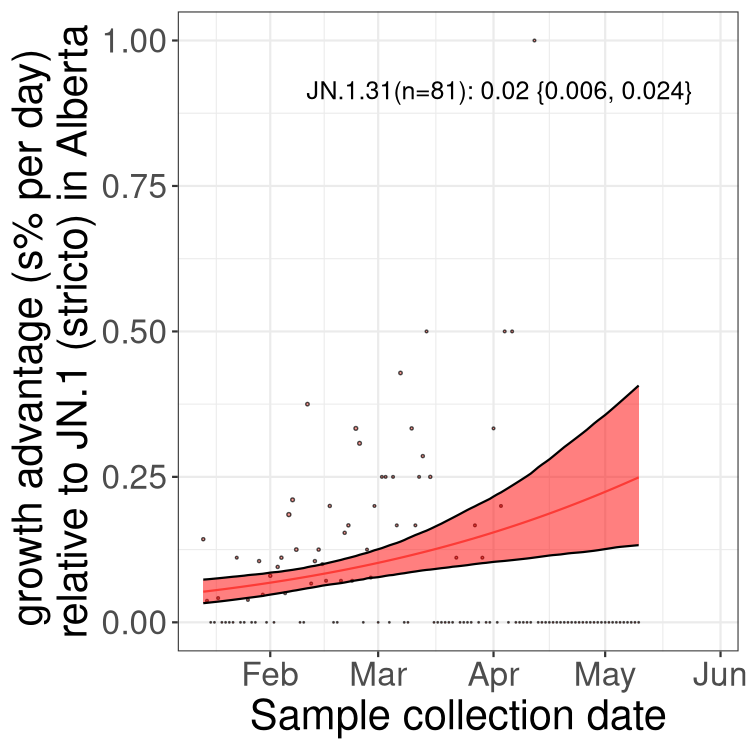 growth advantage (s% per day)
relative to JN.1 (stricto) in Alberta
1.00
0.75
0.50
0.25
0.00
JN.1.31(n=81): 0.02 {0.006, 0.024}
Feb Mar Apr May Jun
Sample collection date